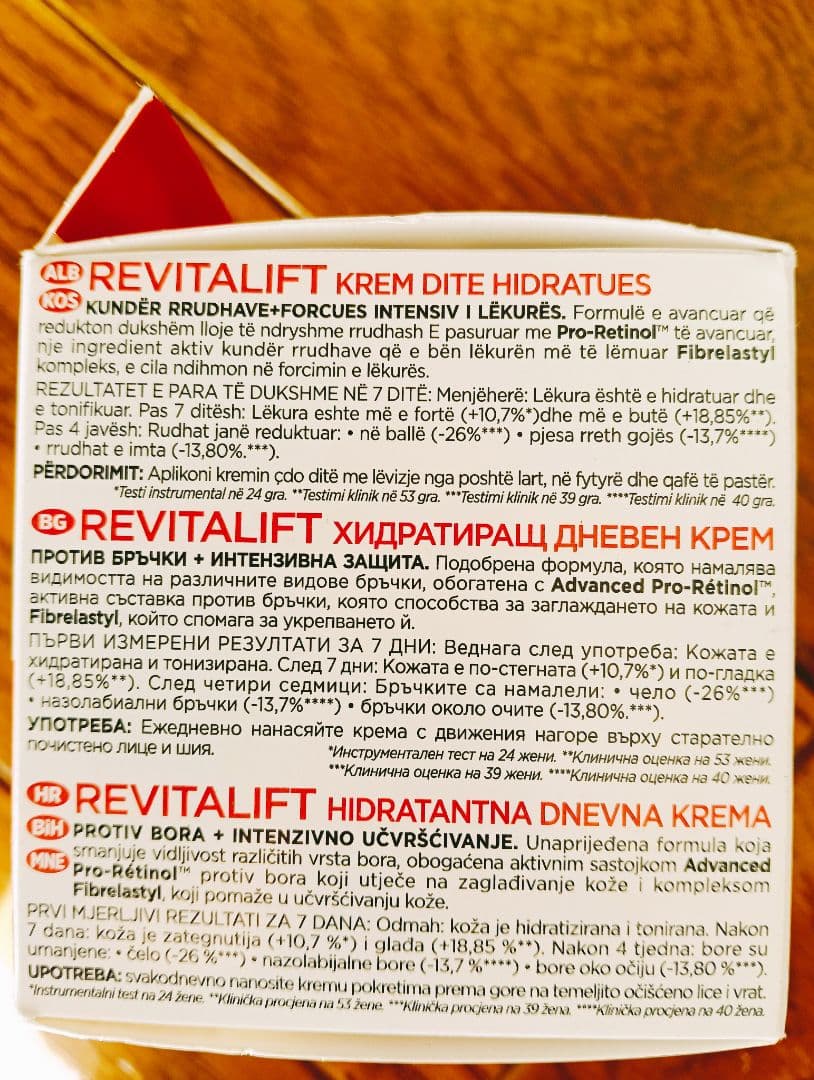 ALB REVITALIFT KREM DITE HIDRATUES
KOS KUNDËR RRUDHAVE+FORCUES INTENSIV I LËKURËS. Formulë e avancuar që
redukton dukshëm lloje të ndryshme rrudhash E pasuruar me Pro-Retinol™ të avancuar,
nje ingredient aktiv kundër rrudhave që e bën lëkurën më të lëmuar Fibrelastyl
kompleks, e cila ndihmon në forcimin e lëkurës.
REZULTATET E PARA TË DUKSHME NË 7 DITË: Menjëherë: Lëkura është e hidratuar dhe
e tonifikuar. Pas 7 ditësh: Lëkura eshte më e fortë (+10,7%*)dhe më e butë (+18,85%**).
Pas 4 javësh: Rudhat janë reduktuar: • në ballë (-26%***) • pjesa rreth gojës (-13,7%****)
• rrudhat e imta (-13,80%.***).
PËRDORIMIT: Aplikoni kremin çdo ditë me lëvizje nga poshtë lart, në fytyrë dhe qafë të pastër.
*Testi instrumental në 24 gra. **Testimi klinik në 53 gra. ***Testimi klinik në 39 gra. ****Testimi klinik në 40 gra.
BG REVITALIFT ХИДРАТИРАЩ ДНЕВЕН КРЕМ
ПРОТИВ БРЪЧКИ + ИНТЕНЗИВНА ЗАЩИТА. Подобрена формула, която намалява
видимостта на различните видове бръчки, обогатена с Advanced Pro-Rétinol™,
активна съставка против бръчки, която способства за заглаждането на кожата и
Fibrelastyl, който спомага за укрепването ѝ.
ПЪРВИ ИЗМЕРЕНИ РЕЗУЛТАТИ ЗА 7 ДНИ: Веднага след употреба: Кожата е
хидратирана и тонизирана. След 7 дни: Кожата е по-стегната (+10,7%*) и по-гладка
(+18,85%**). След четири седмици: Бръчките са намалели: • чело (-26%***)
• назолабиални бръчки (-13,7%****) • бръчки около очите (-13,80%.***).
УПОТРЕБА: Ежедневно нанасяйте крема с движения нагоре върху старателно
почистено лице и шия.
*Инструментален тест на 24 жени. **Клинична оценка на 53 жени.
***Клинична оценка на 39 жени. ****Клинична оценка на 40 жени.
HR REVITALIFT HIDRATANTNA DNEVNA KREMA
BiH PROTIV BORA + INTENZIVNO UČVRŠĆIVANJE. Unaprijeđena formula koja
MNE smanjuje vidljivost različitih vrsta bora, obogaćena aktivnim sastojkom Advanced
Pro-Rétinol™ protiv bora koji utječe na zaglađivanje kože i kompleksom
Fibrelastyl, koji pomaže u učvršćivanju kože.
PRVI MJERLJIVI REZULTATI ZA 7 DANA: Odmah: koža je hidratizirana i tonirana. Nakon
7 dana: koža je zategnutija (+10,7 %*) i glađa (+18,85 %**). Nakon 4 tjedna: bore su
umanjene: • čelo (-26 %***) • nazolabijalne bore (-13,7 %****) • bore oko očiju (-13,80 %***).
UPOTREBA: svakodnevno nanosite kremu pokretima prema gore na temeljito očišćeno lice i vrat.
*Instrumentalni test na 24 žene. **Klinička procjena na 53 žene. ***Klinička procjena na 39 žena. ****Klinička procjena na 40 žena.